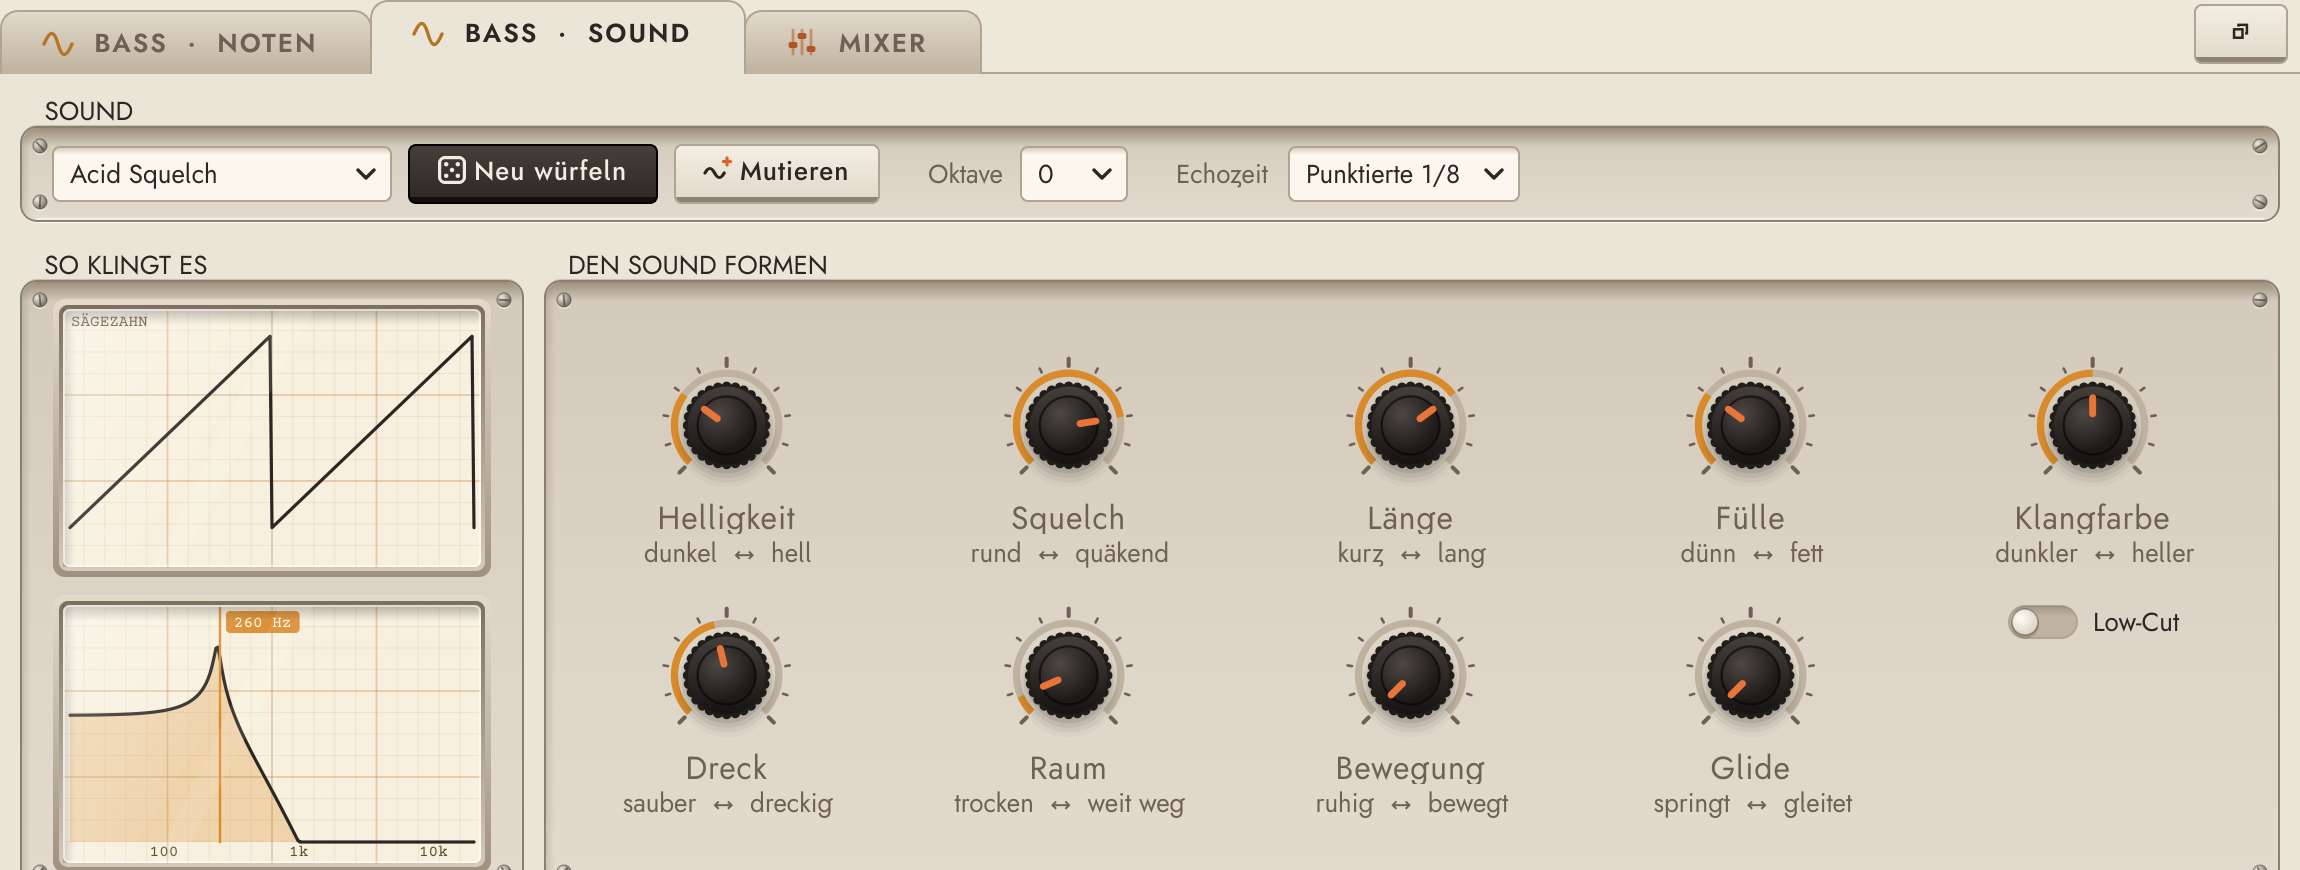 BASS · NOTEN
BASS · SOUND
MIXER
SOUND
Acid Squelch
Neu würfeln
Mutieren
Oktave
0
Echozeit
Punktierte 1/8
SO KLINGT ES
DEN SOUND FORMEN
SÄGEZAHN
260 Hz
100 1k 10k
Helligkeit
dunkel ↔ hell
Squelch
rund ↔ quäkend
Länge
kurz ↔ lang
Fülle
dünn ↔ fett
Klangfarbe
dunkler ↔ heller
Dreck
sauber ↔ dreckig
Raum
trocken ↔ weit weg
Bewegung
ruhig ↔ bewegt
Glide
springt ↔ gleitet
Low-Cut